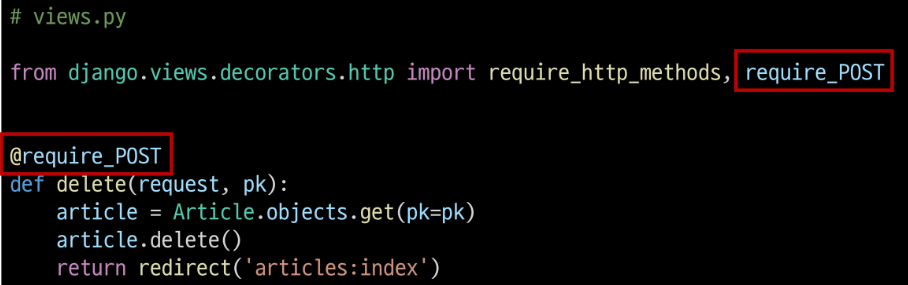 # views.py
from django.views.decorators.http import require_http_methods, require_POST
@require_POST
def delete(request, pk):
    article = Article.objects.get(pk=pk)
    article.delete()
    return redirect('articles:index')